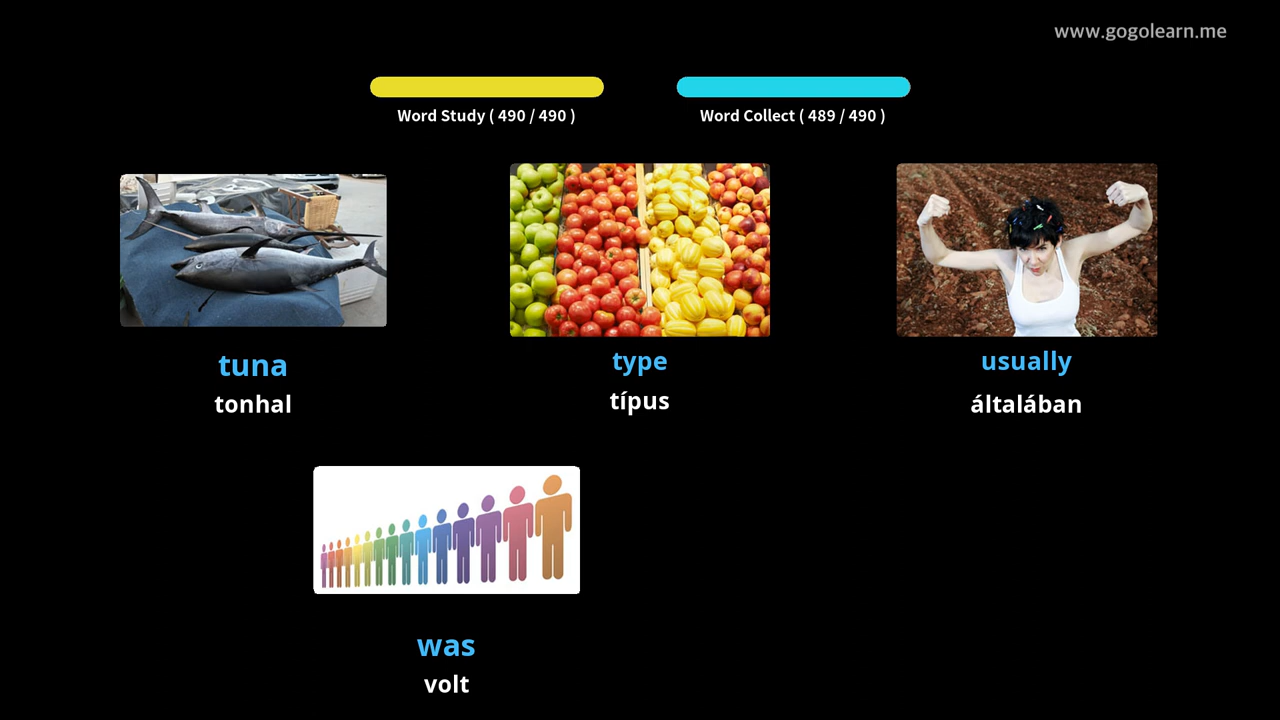 www.gogolearn.me
Word Study ( 490 / 490 )
Word Collect ( 489 / 490 )
tuna
tonhal
type
típus
usually
általában
was
volt